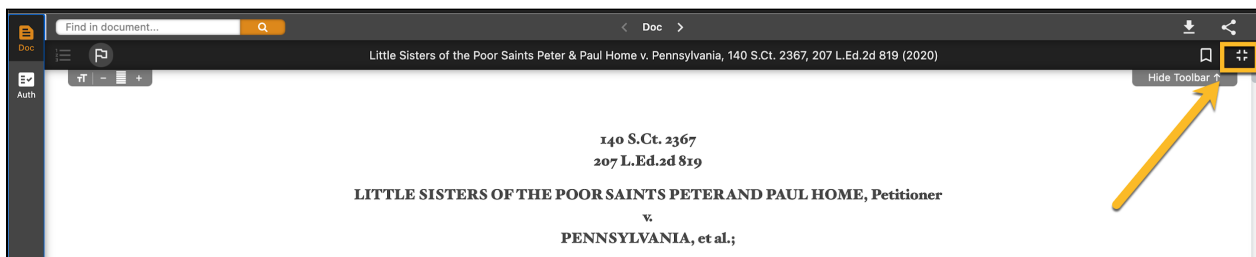 Find in document...
Doc
Doc
Little Sisters of the Poor Saints Peter & Paul Home v. Pennsylvania, 140 S.Ct. 2367, 207 L.Ed.2d 819 (2020)
Auth
T - +
Hide Toolbar ↑
140 S.Ct. 2367
207 L.Ed.2d 819
LITTLE SISTERS OF THE POOR SAINTS PETER AND PAUL HOME, Petitioner
v.
PENNSYLVANIA, et al.;